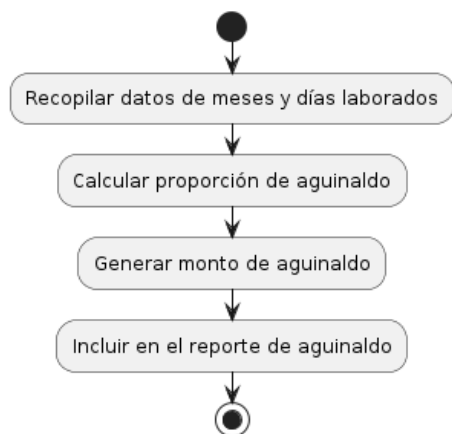 Recopilar datos de meses y días laborados
Calcular proporción de aguinaldo
Generar monto de aguinaldo
Incluir en el reporte de aguinaldo